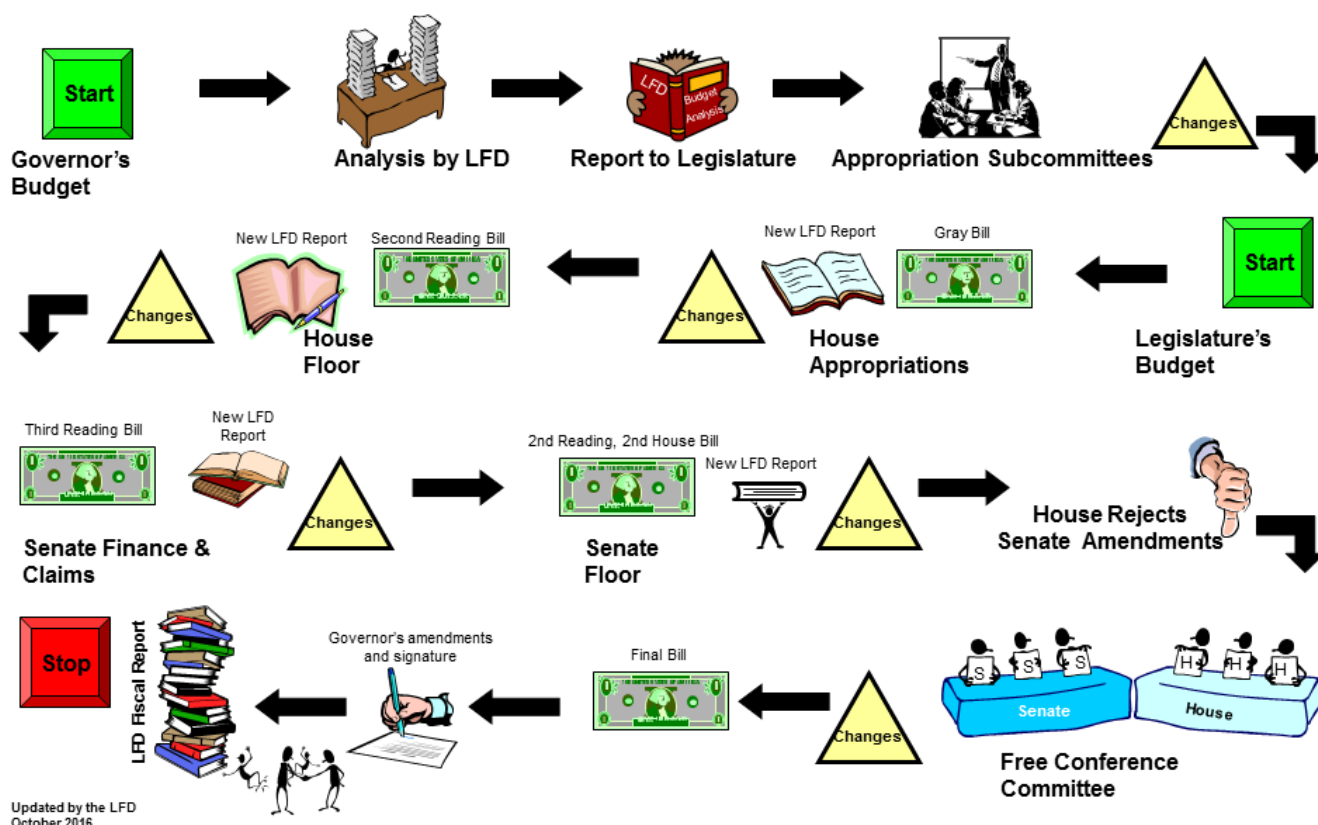 Start
Governor's
Budget
Analysis by LFD
LFD
Budget
Analysis
Report to Legislature
Appropriation Subcommittees
Changes
Start
Legislature's
Budget
Gray Bill
New LFD Report
House
Appropriations
Changes
Second Reading Bill
New LFD Report
House
Floor
Changes
Third Reading Bill
New LFD
Report
Senate Finance &
Claims
Changes
2nd Reading, 2nd House Bill
New LFD Report
Senate
Floor
Changes
House Rejects
Senate Amendments
S
S
S
H
H
H
Senate
House
Free Conference
Committee
Changes
Final Bill
Governor's amendments
and signature
LFD Fiscal Report
Stop
Updated by the LFD
October 2016